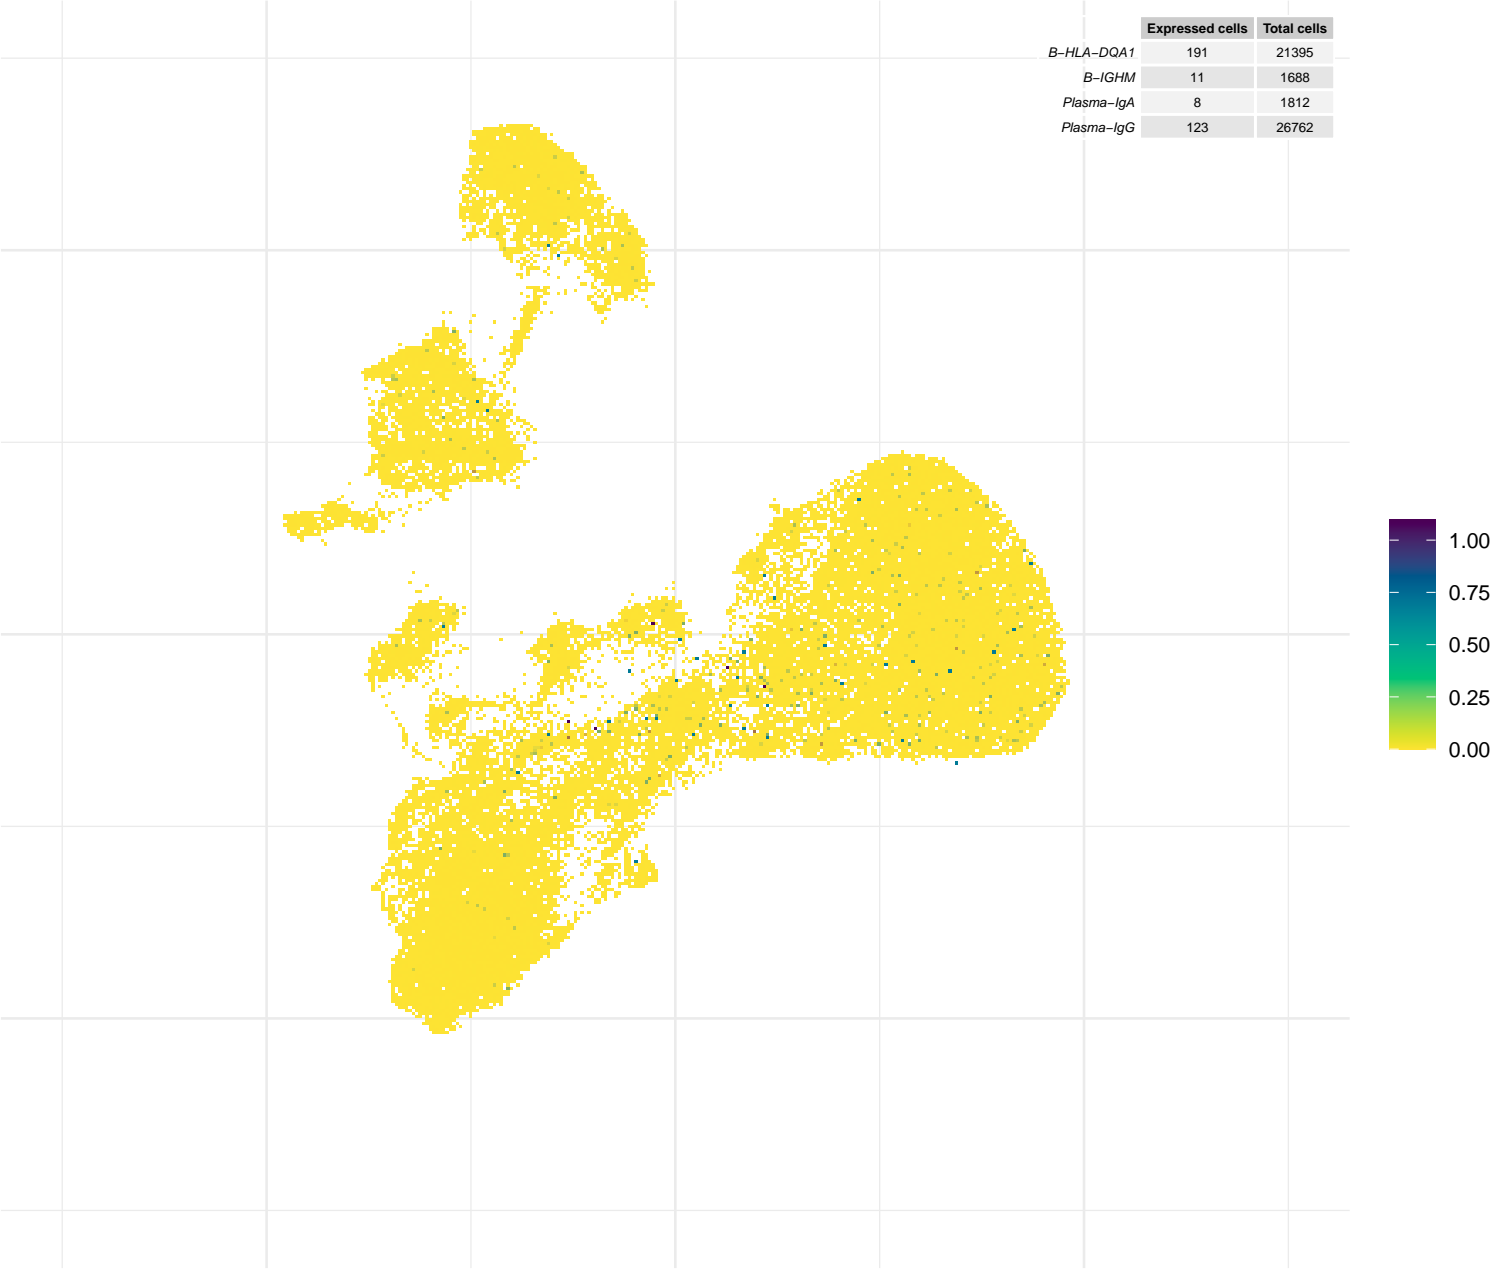 Expressed cells Total cells
B−HLA−DQA1 191 21395
B−IGHM 11 1688
Plasma−IgA 8 1812
Plasma−IgG 123 26762
1.00
0.75
0.50
0.25
0.00